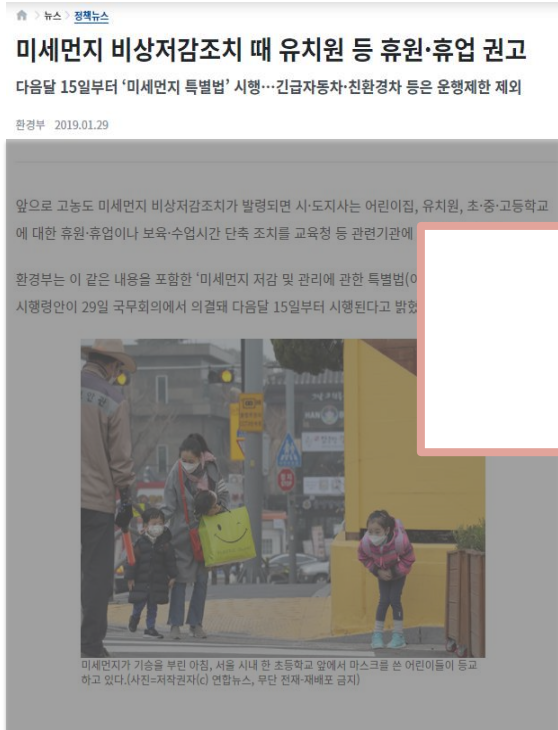 뉴스 > 정책뉴스
미세먼지 비상저감조치 때 유치원 등 휴원·휴업 권고
다음달 15일부터 ‘미세먼지 특별법’ 시행…긴급자동차·친환경차 등은 운행제한 제외
환경부 2019.01.29
앞으로 고농도 미세먼지 비상저감조치가 발령되면 시·도지사는 어린이집, 유치원, 초·중·고등학교
에 대한 휴원·휴업이나 보육·수업시간 단축 조치를 교육청 등 관련기관에
환경부는 이 같은 내용을 포함한 ‘미세먼지 저감 및 관리에 관한 특별법(이
시행령안이 29일 국무회의에서 의결돼 다음달 15일부터 시행된다고 밝혔
미세먼지가 기승을 부린 아침, 서울 시내 한 초등학교 앞에서 마스크를 쓴 어린이들이 등교
하고 있다.(사진=저작권자(c) 연합뉴스, 무단 전재-재배포 금지)